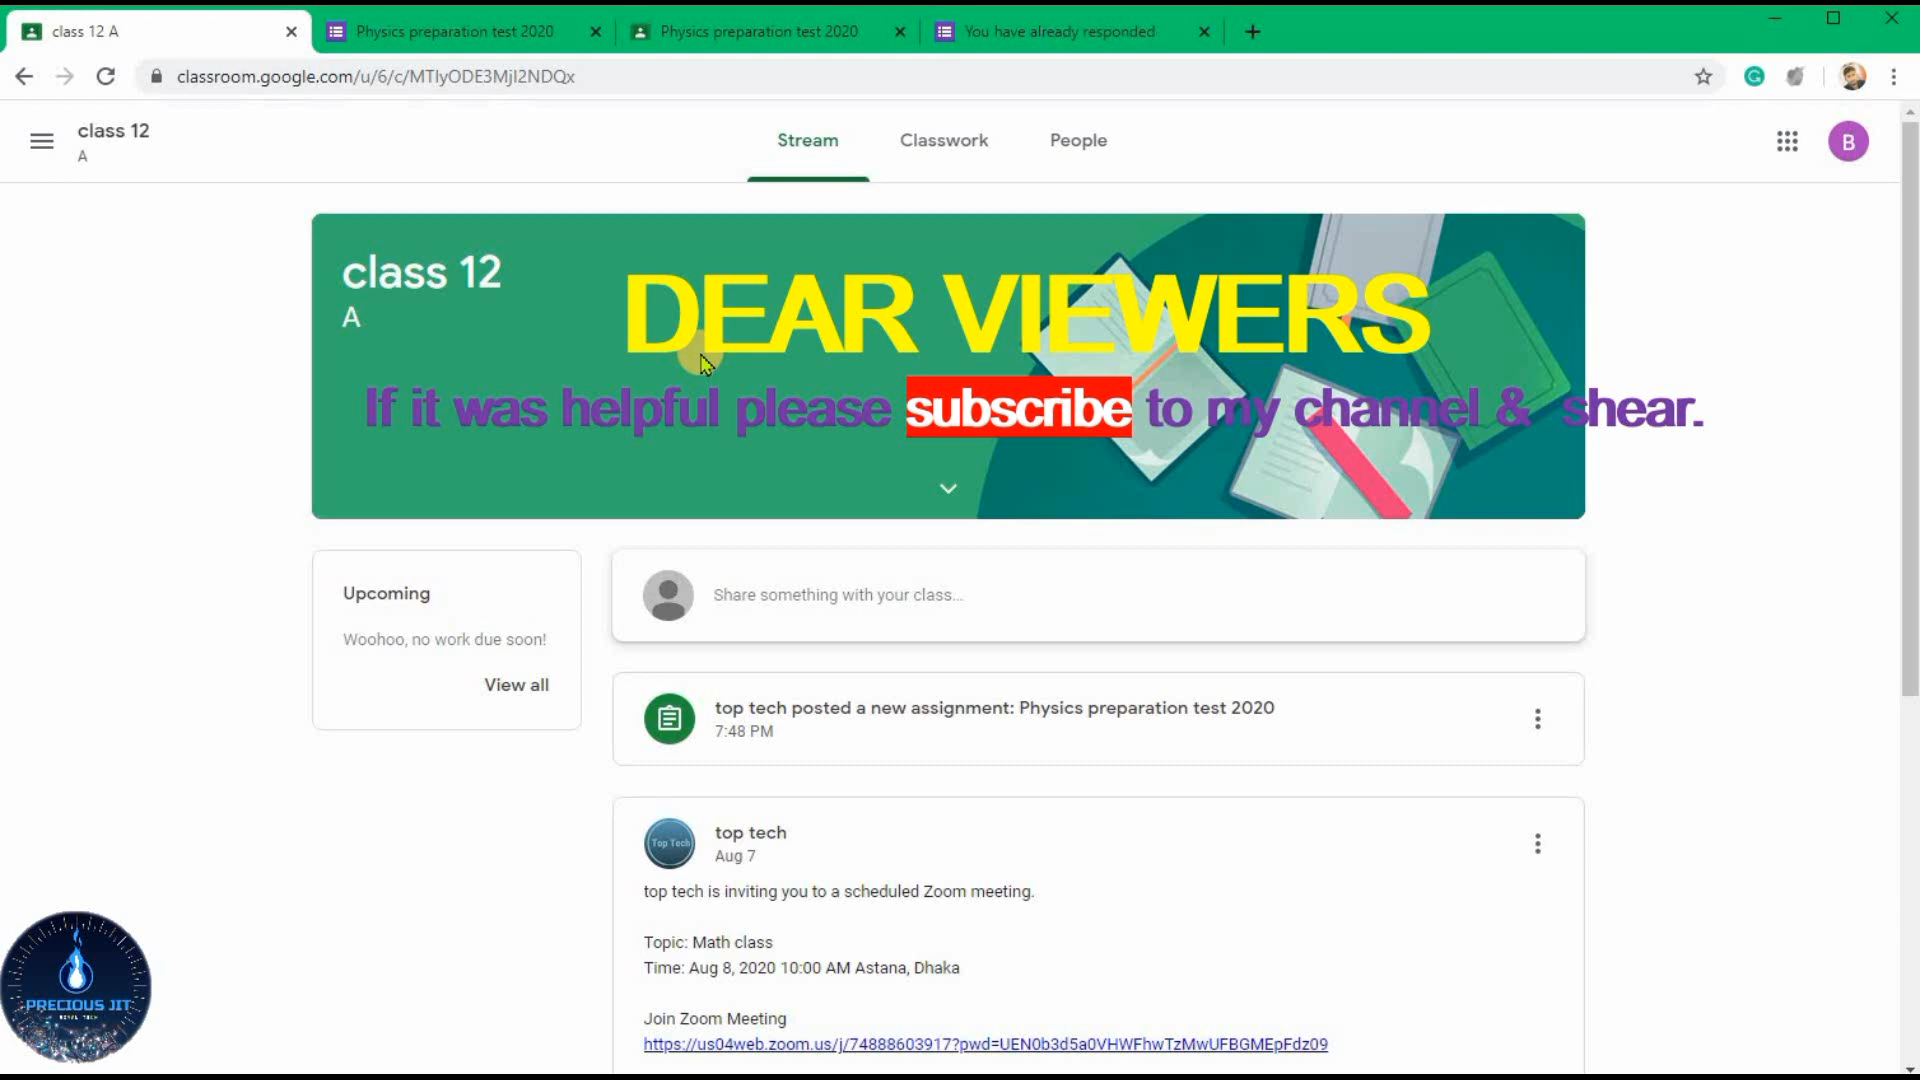 class 12 A
Physics preparation test 2020
Physics preparation test 2020
You have already responded
classroom.google.com/u/6/c/MTIyODE3MjI2NDQx
class 12
A
Stream
Classwork
People
B
class 12
A
DEAR VIEWERS
If it was helpful please subscribe to my channel & shear.
Upcoming
Woohoo, no work due soon!
View all
Share something with your class...
top tech posted a new assignment: Physics preparation test 2020
7:48 PM
Top Tech
top tech
Aug 7
top tech is inviting you to a scheduled Zoom meeting.
Topic: Math class
Time: Aug 8, 2020 10:00 AM Astana, Dhaka
Join Zoom Meeting
https://us04web.zoom.us/j/74888603917?pwd=UEN0b3d5a0VHWFhwTzMwUFBGMEpFdz09
PRECIOUS JIT